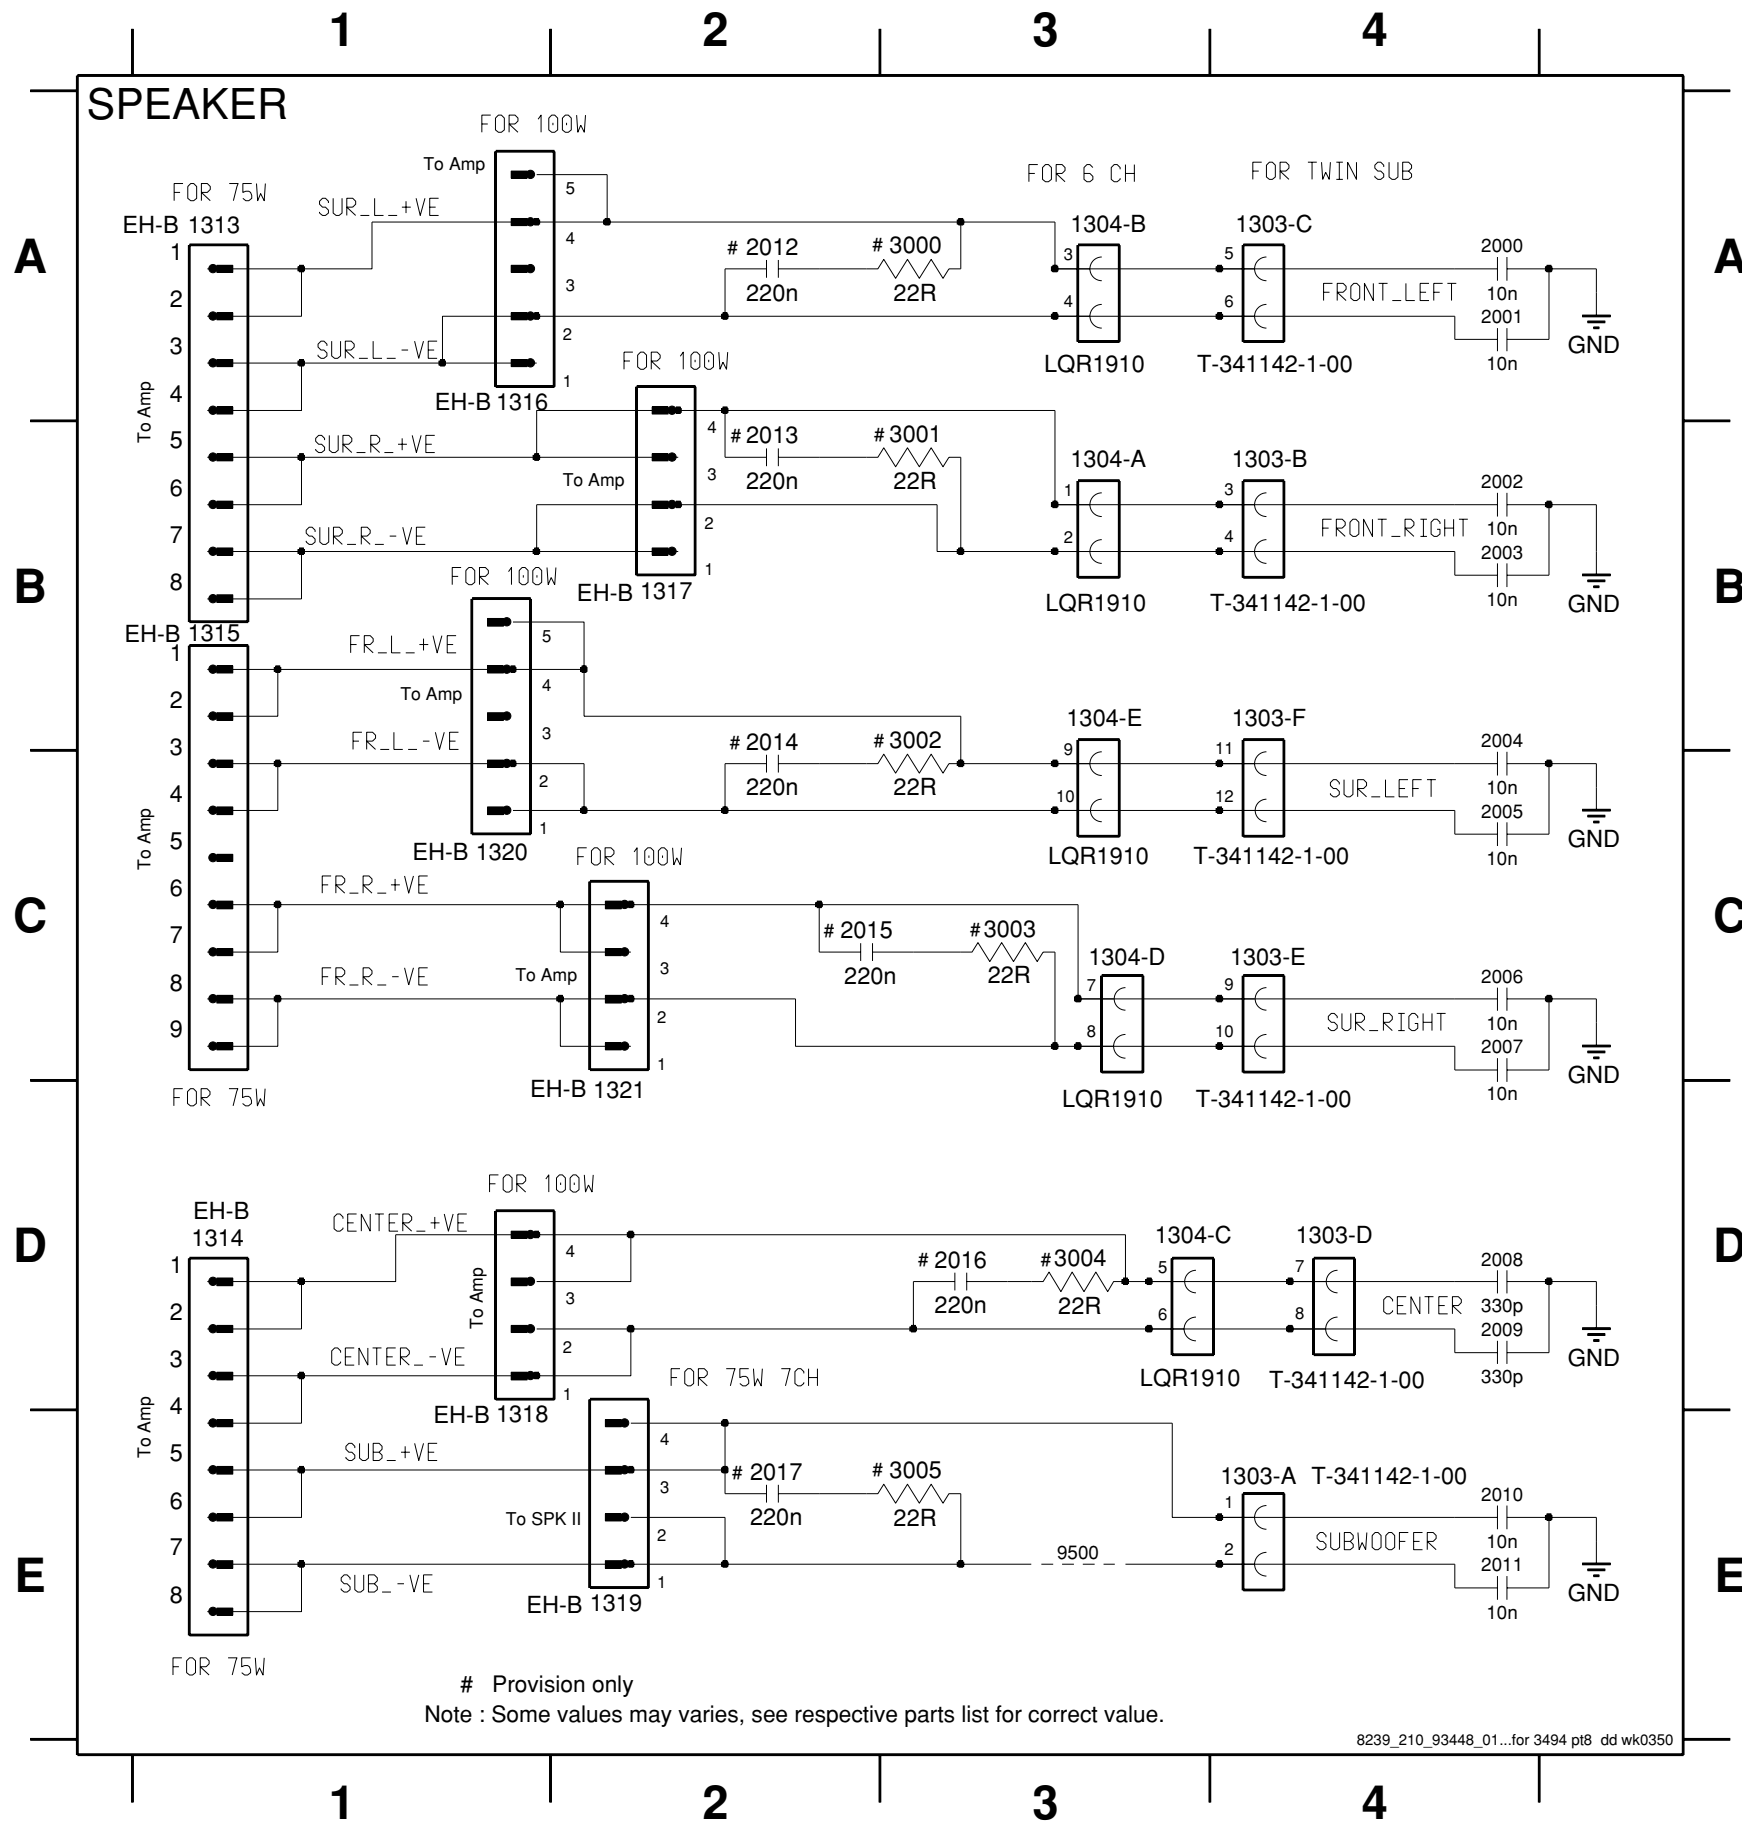 1 2 3 4
SPEAKER
FOR 100W
To Amp
FOR 6 CH
FOR TWIN SUB
FOR 75W
SUR_L_+VE
5
EH-B 1313
1304-B
1303-C
A
1
4
# 2012
# 3000
3
5
2000
A
2
3
220n
22R
4
6
FRONT_LEFT
10n
2001
3
SUR_L_-VE
2
FOR 100W
LQR1910
T-341142-1-00
10n
GND
4
1
To Amp
EH-B 1316
5
SUR_R_+VE
4
# 2013
# 3001
1304-A
1303-B
6
To Amp
3
220n
22R
1
3
2002
7
SUR_R_-VE
2
2
4
FRONT_RIGHT
10n
2003
B
8
FOR 100W
EH-B 1317
1
LQR1910
T-341142-1-00
10n
GND
B
EH-B 1315
1
FR_L_+VE
5
2
To Amp
4
1304-E
1303-F
3
FR_L_-VE
3
# 2014
# 3002
9
11
2004
4
2
220n
22R
10
12
SUR_LEFT
10n
2005
To Amp
5
1
EH-B 1320
FOR 100W
LQR1910
T-341142-1-00
10n
GND
6
FR_R_+VE
C
7
4
# 2015
# 3003
1304-D
1303-E
C
8
FR_R_-VE
To Amp
3
220n
22R
7
9
2006
9
2
8
10
SUR_RIGHT
10n
2007
FOR 75W
EH-B 1321
1
LQR1910
T-341142-1-00
10n
GND
FOR 100W
EH-B
1314
CENTER_+VE
1304-C
1303-D
D
1
4
# 2016
# 3004
5
7
2008
D
2
To Amp
3
220n
22R
6
8
CENTER
330p
2009
3
CENTER_-VE
2
FOR 75W 7CH
LQR1910
T-341142-1-00
330p
GND
4
1
EH-B 1318
To Amp
5
SUB_+VE
4
# 2017
# 3005
1303-A T-341142-1-00
6
To SPK II
3
220n
22R
1
2010
7
2
9500
2
SUBWOOFER
10n
2011
E
8
SUB_-VE
EH-B 1319
1
10n
GND
E
FOR 75W
# Provision only
Note : Some values may varies, see respective parts list for correct value.
8239_210_93448_01...for 3494 pt8 dd wk0350
1 2 3 4